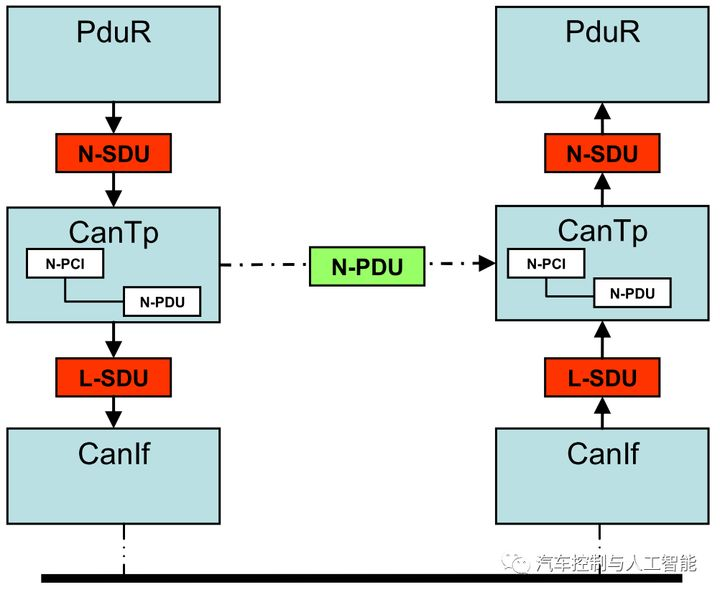 PduR
PduR
N-SDU
N-SDU
CanTp
CanTp
N-PCI
N-PCI
N-PDU
N-PDU
N-PDU
L-SDU
L-SDU
CanIf
CanIf
汽车控制与人工智能